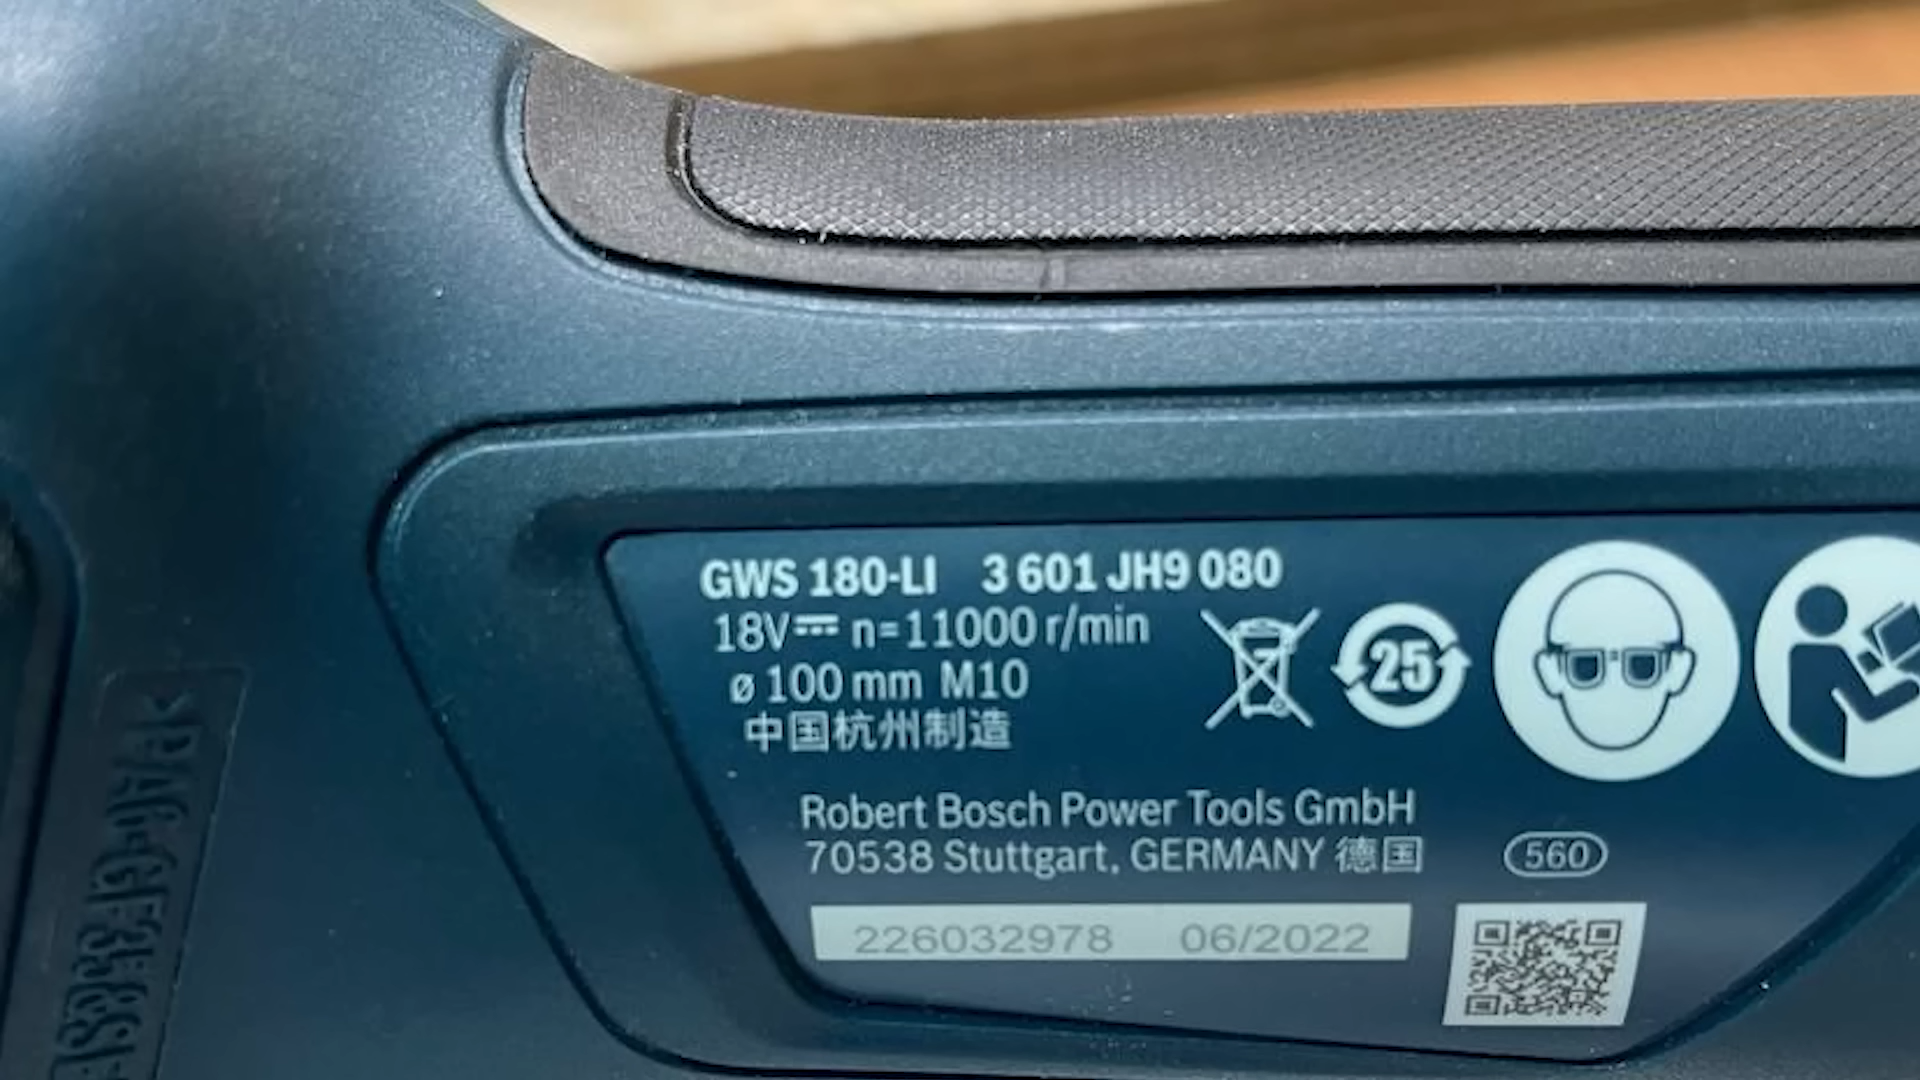 GWS 180-LI 3 601 JH9 080
18V⎓ n=11000 r/min
ø 100 mm M10
中国杭州制造
25
Robert Bosch Power Tools GmbH
70538 Stuttgart, GERMANY 德国
560
226032978 06/2022